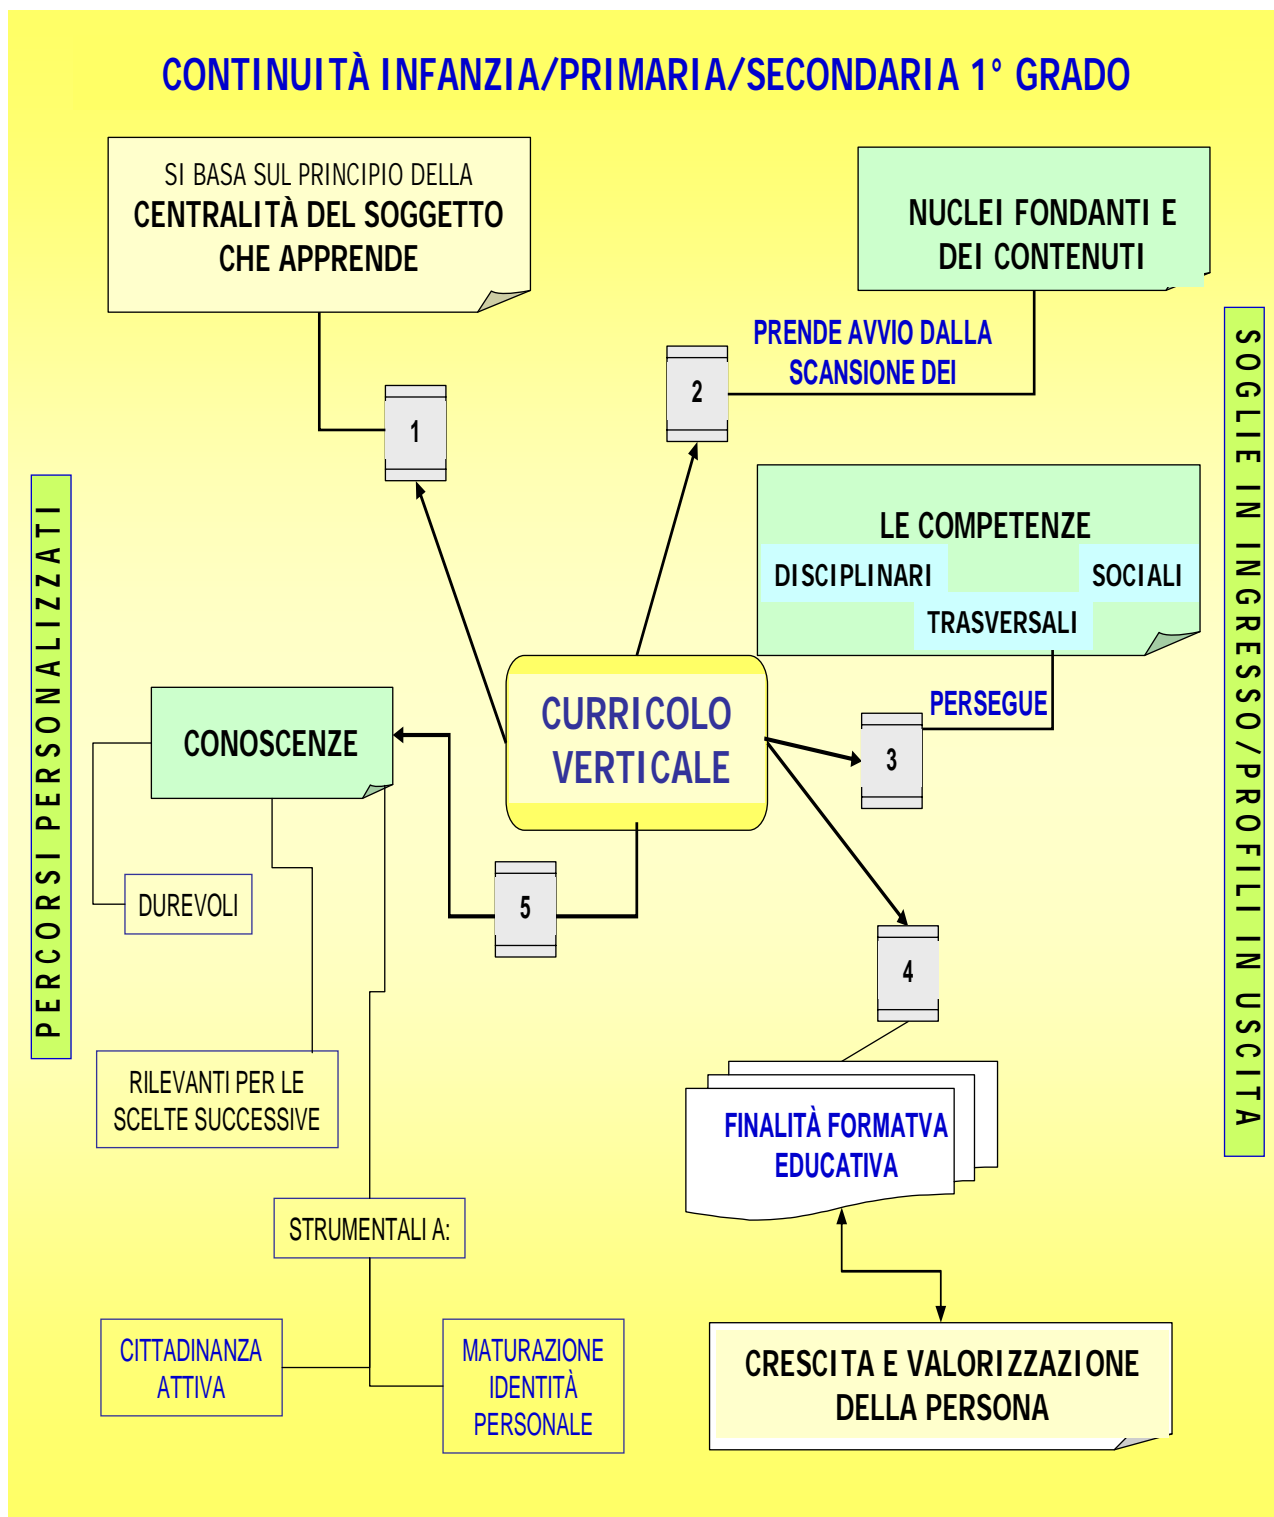 CONTINUITÀ INFANZIA/PRIMARIA/SECONDARIA 1° GRADO
SI BASA SUL PRINCIPIO DELLA
CENTRALITÀ DEL SOGGETTO
CHE APPRENDE
NUCLEI FONDANTI E
DEI CONTENUTI
PRENDE AVVIO DALLA
SCANSIONE DEI
2
1
LE COMPETENZE
DISCIPLINARI
SOCIALI
TRASVERSALI
PERSEGUE
3
CURRICOLO
VERTICALE
CONOSCENZE
5
DUREVOLI
4
RILEVANTI PER LE
SCELTE SUCCESSIVE
FINALITÀ FORMATVA
EDUCATIVA
STRUMENTALI A:
CITTADINANZA
ATTIVA
MATURAZIONE
IDENTITÀ
PERSONALE
CRESCITA E VALORIZZAZIONE
DELLA PERSONA
PERCORSI PERSONALIZZATI
SOGLIE IN INGRESSO/PROFILI IN USCITA